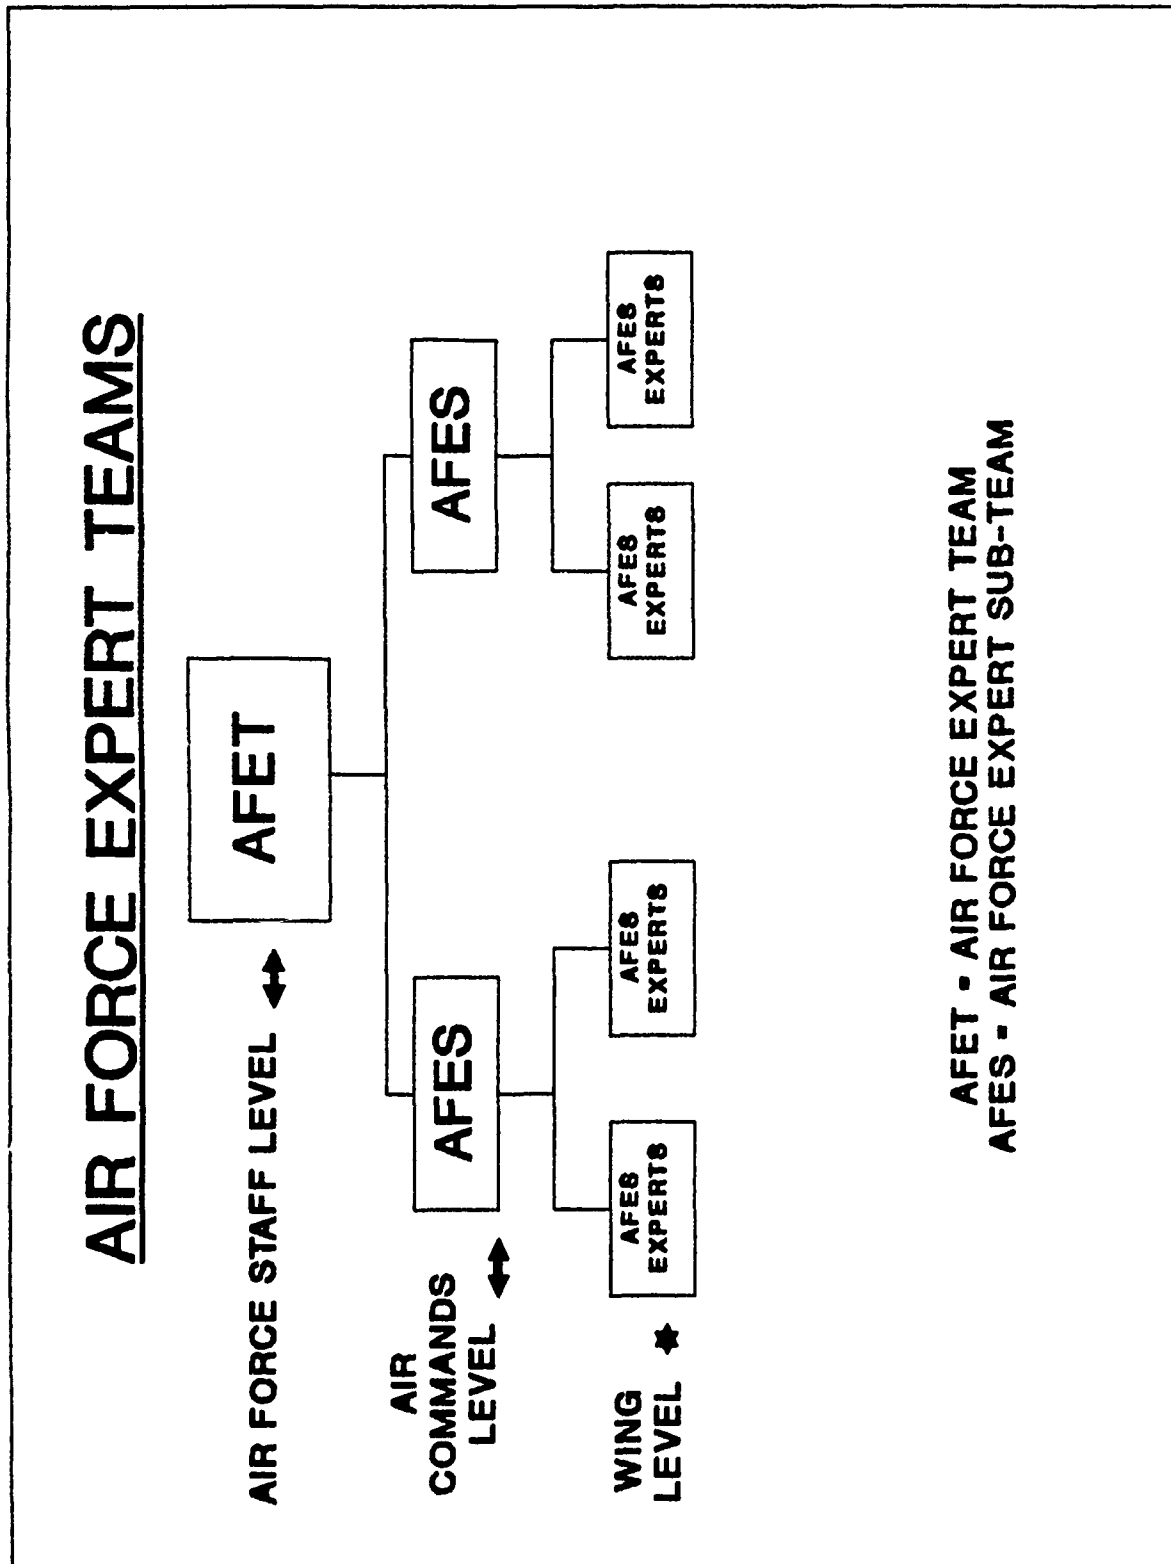 AIR FORCE EXPERT TEAMS
AIR FORCE STAFF LEVEL
AFET
AIR
COMMANDS
LEVEL
AFES
AFES
WING
LEVEL
AFES
EXPERTS
AFES
EXPERTS
AFES
EXPERTS
AFES
EXPERTS
AFET = AIR FORCE EXPERT TEAM
AFES = AIR FORCE EXPERT SUB-TEAM